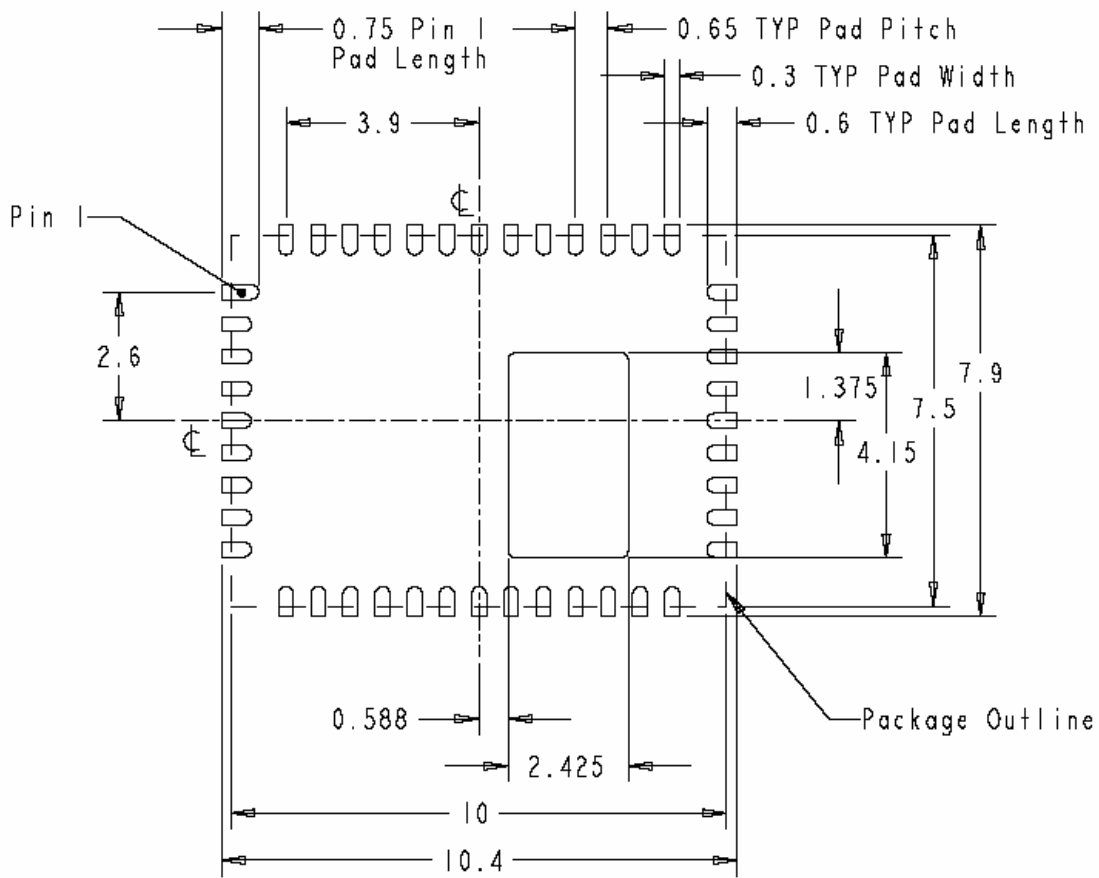 0.75 Pin 1
Pad Length
0.65 TYP Pad Pitch
0.3 TYP Pad Width
3.9
0.6 TYP Pad Length
℄
Pin 1
2.6
1.375
7.9
7.5
℄
4.15
0.588
Package Outline
2.425
10
10.4